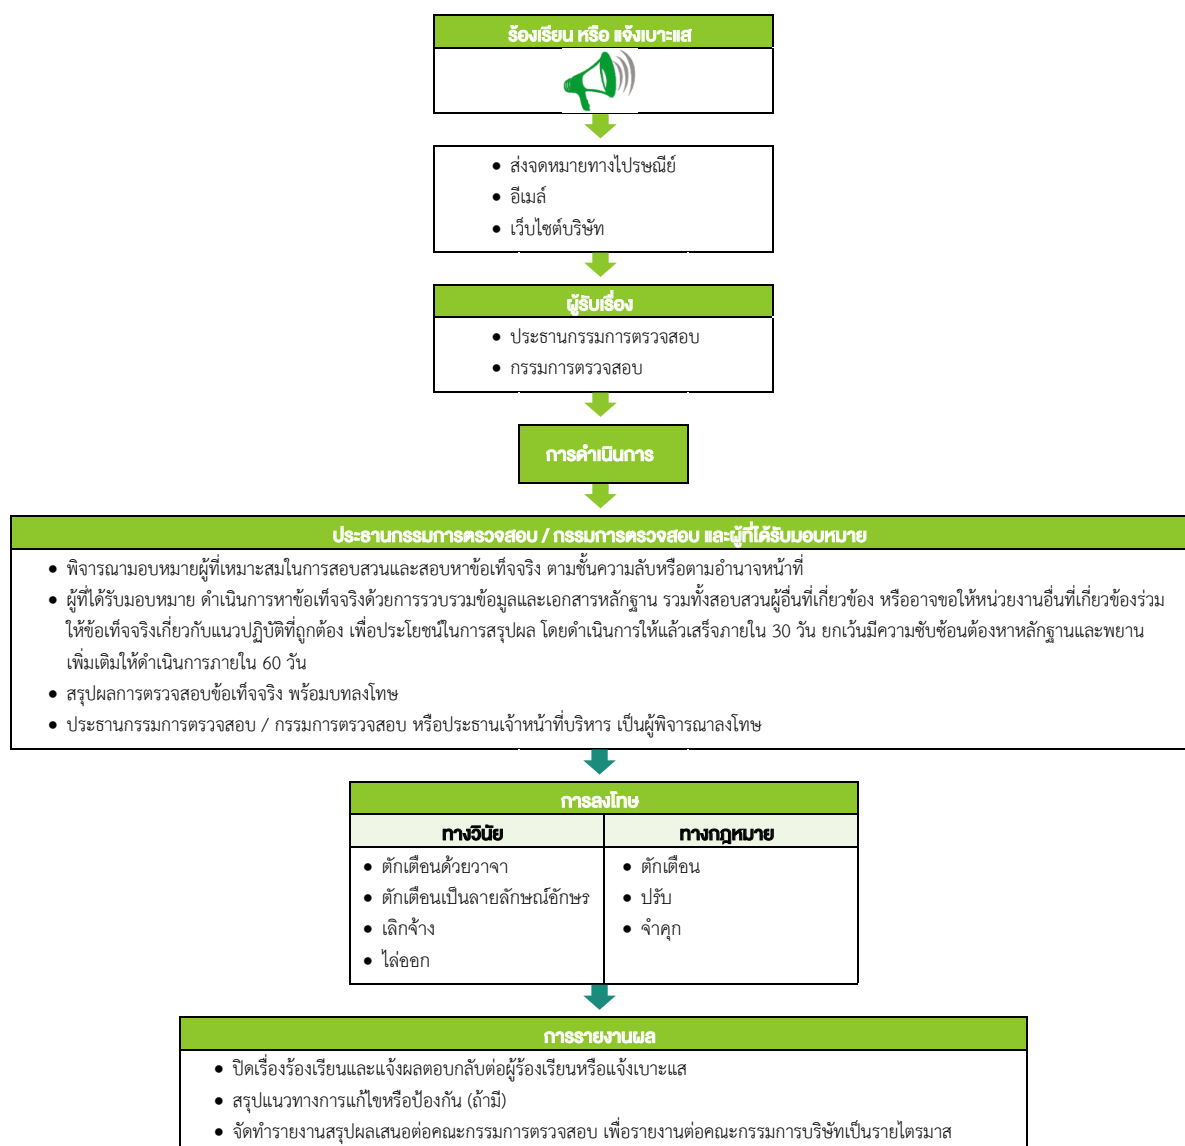 ร้องเรียน หรือ แจ้งเบาะแส
• ส่งจดหมายทางไปรษณีย์
• อีเมล์
• เว็บไซต์บริษัท
ผู้รับเรื่อง
• ประธานกรรมการตรวจสอบ
• กรรมการตรวจสอบ
การดำเนินการ
ประธานกรรมการตรวจสอบ / กรรมการตรวจสอบ และผู้ที่ได้รับมอบหมาย
• พิจารณามอบหมายผู้ที่เหมาะสมในการสอบสวนและสอบหาข้อเท็จจริง ตามชั้นความลับหรือตามอำนาจหน้าที่
• ผู้ที่ได้รับมอบหมาย ดำเนินการหาข้อเท็จจริงด้วยการรวบรวมข้อมูลและเอกสารหลักฐาน รวมทั้งสอบสวนผู้อื่นที่เกี่ยวข้อง หรืออาจขอให้หน่วยงานอื่นที่เกี่ยวข้องร่วม
ให้ข้อเท็จจริงเกี่ยวกับแนวปฏิบัติที่ถูกต้อง เพื่อประโยชน์ในการสรุปผล โดยดำเนินการให้แล้วเสร็จภายใน 30 วัน ยกเว้นมีความซับซ้อนต้องหาหลักฐานและพยาน
เพิ่มเติมให้ดำเนินการภายใน 60 วัน
• สรุปผลการตรวจสอบข้อเท็จจริง พร้อมบทลงโทษ
• ประธานกรรมการตรวจสอบ / กรรมการตรวจสอบ หรือประธานเจ้าหน้าที่บริหาร เป็นผู้พิจารณาลงโทษ
การลงโทษ
ทางวินัย
• ตักเตือนด้วยวาจา
• ตักเตือนเป็นลายลักษณ์อักษร
• เลิกจ้าง
• ไล่ออก
ทางกฎหมาย
• ตักเตือน
• ปรับ
• จำคุก
การรายงานผล
• ปิดเรื่องร้องเรียนและแจ้งผลตอบกลับต่อผู้ร้องเรียนหรือแจ้งเบาะแส
• สรุปแนวทางการแก้ไขหรือป้องกัน (ถ้ามี)
• จัดทำรายงานสรุปผลเสนอต่อคณะกรรมการตรวจสอบ เพื่อรายงานต่อคณะกรรมการบริษัทเป็นรายไตรมาส